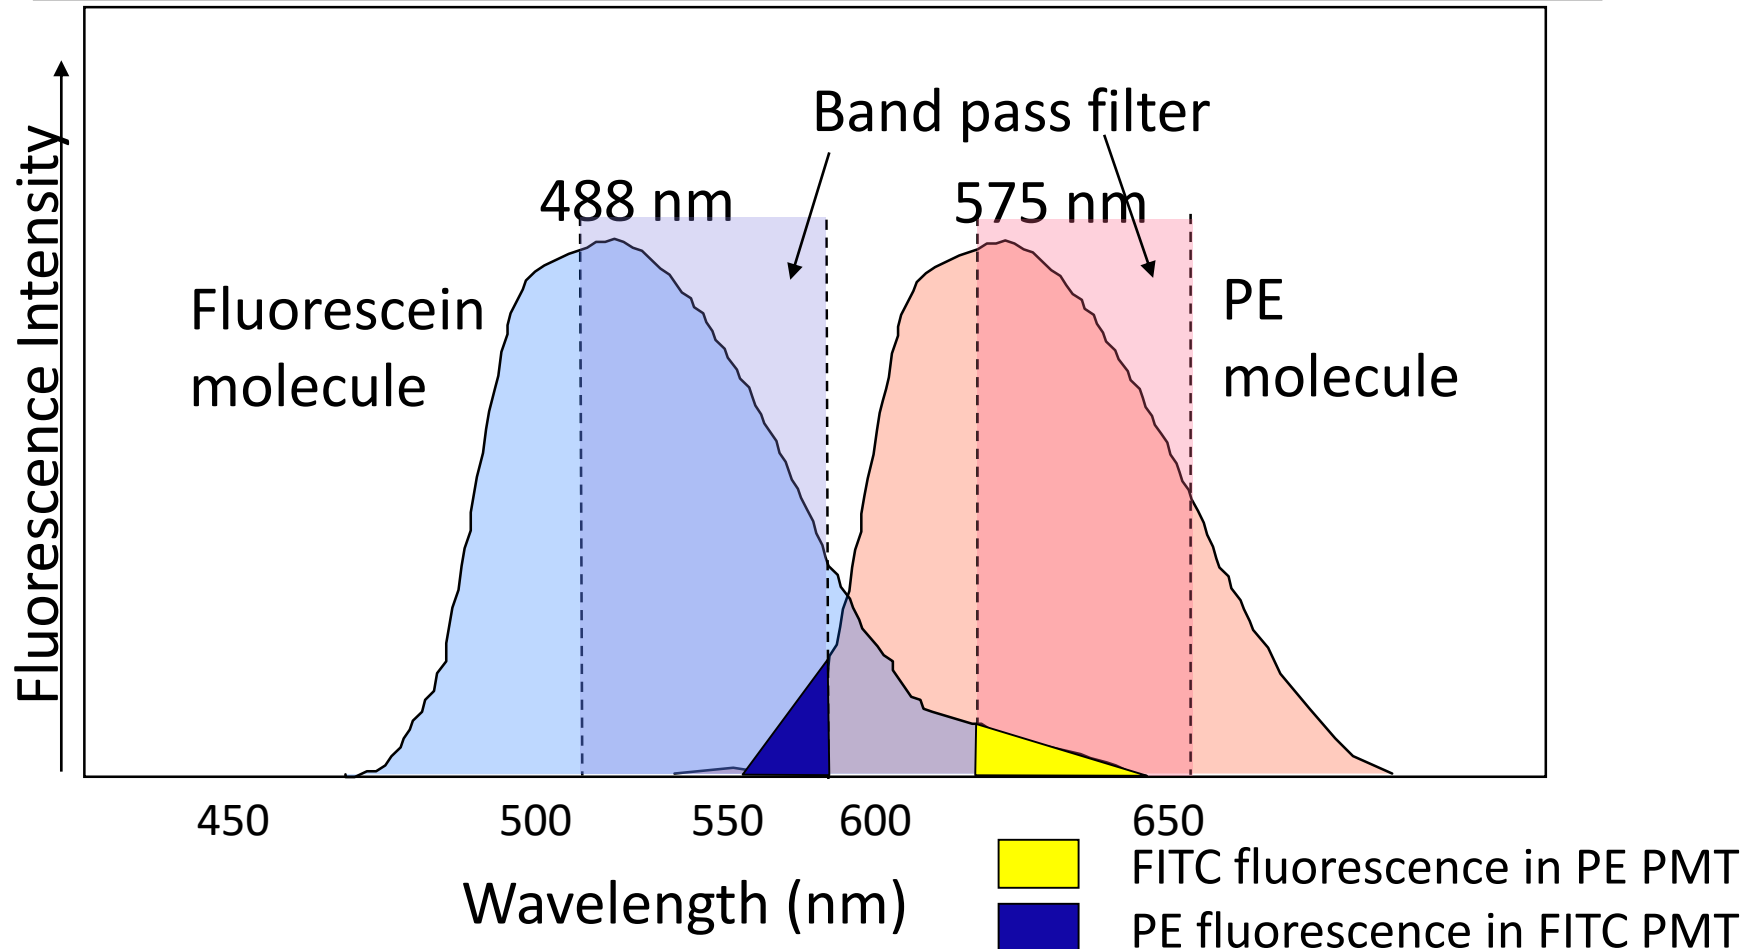 Band pass filter
488 nm
575 nm
Fluorescein
molecule
PE
molecule
Fluorescence Intensity
450 500 550 600 650
Wavelength (nm)
FITC fluorescence in PE PMT
PE fluorescence in FITC PMT